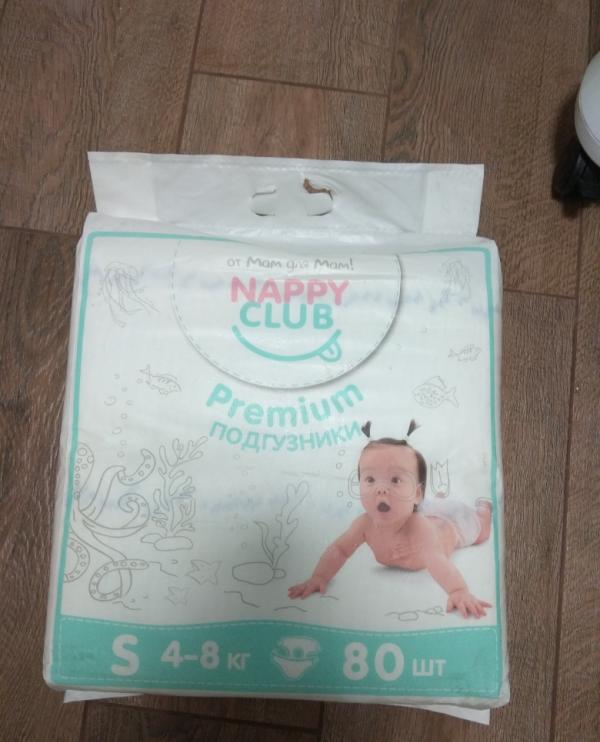 от Мам для Мам!
NAPPY
CLUB
Premium
ПОДГУЗНИКИ
S 4-8 кг 80 шт